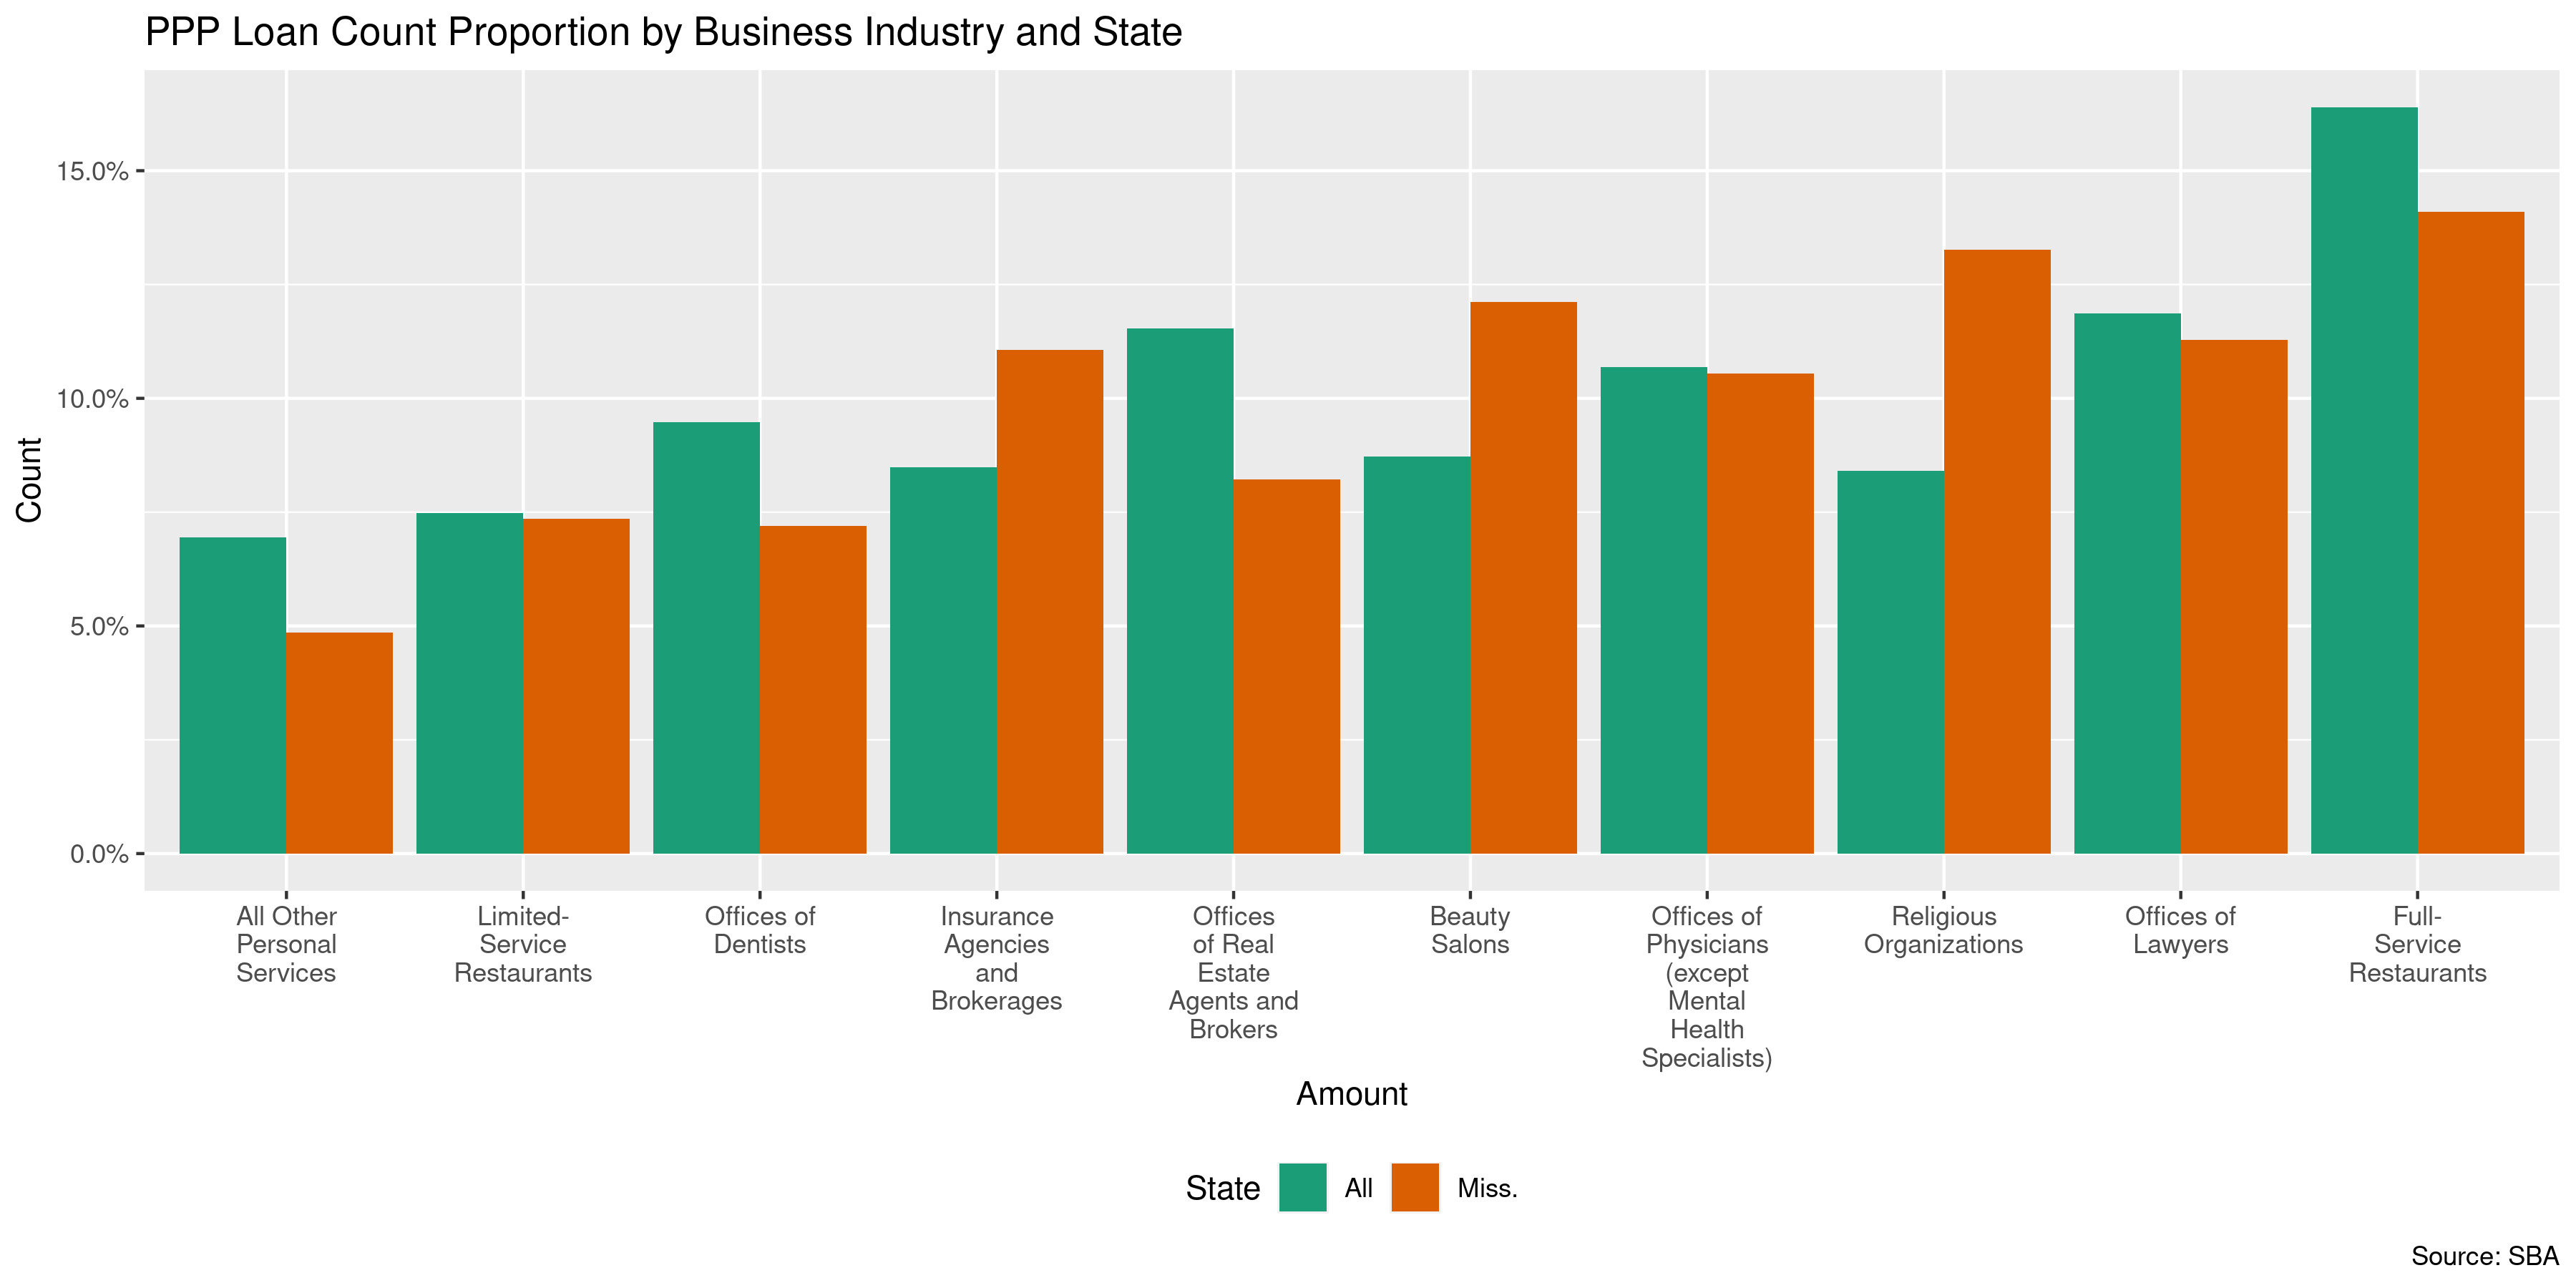 PPP Loan Count Proportion by Business Industry and State
Count
15.0%
10.0%
5.0%
0.0%
All Other
Personal
Services
Limited-
Service
Restaurants
Offices of
Dentists
Insurance
Agencies
and
Brokerages
Offices
of Real
Estate
Agents and
Brokers
Beauty
Salons
Offices of
Physicians
(except
Mental
Health
Specialists)
Religious
Organizations
Offices of
Lawyers
Full-
Service
Restaurants
Amount
State All Miss.
Source: SBA